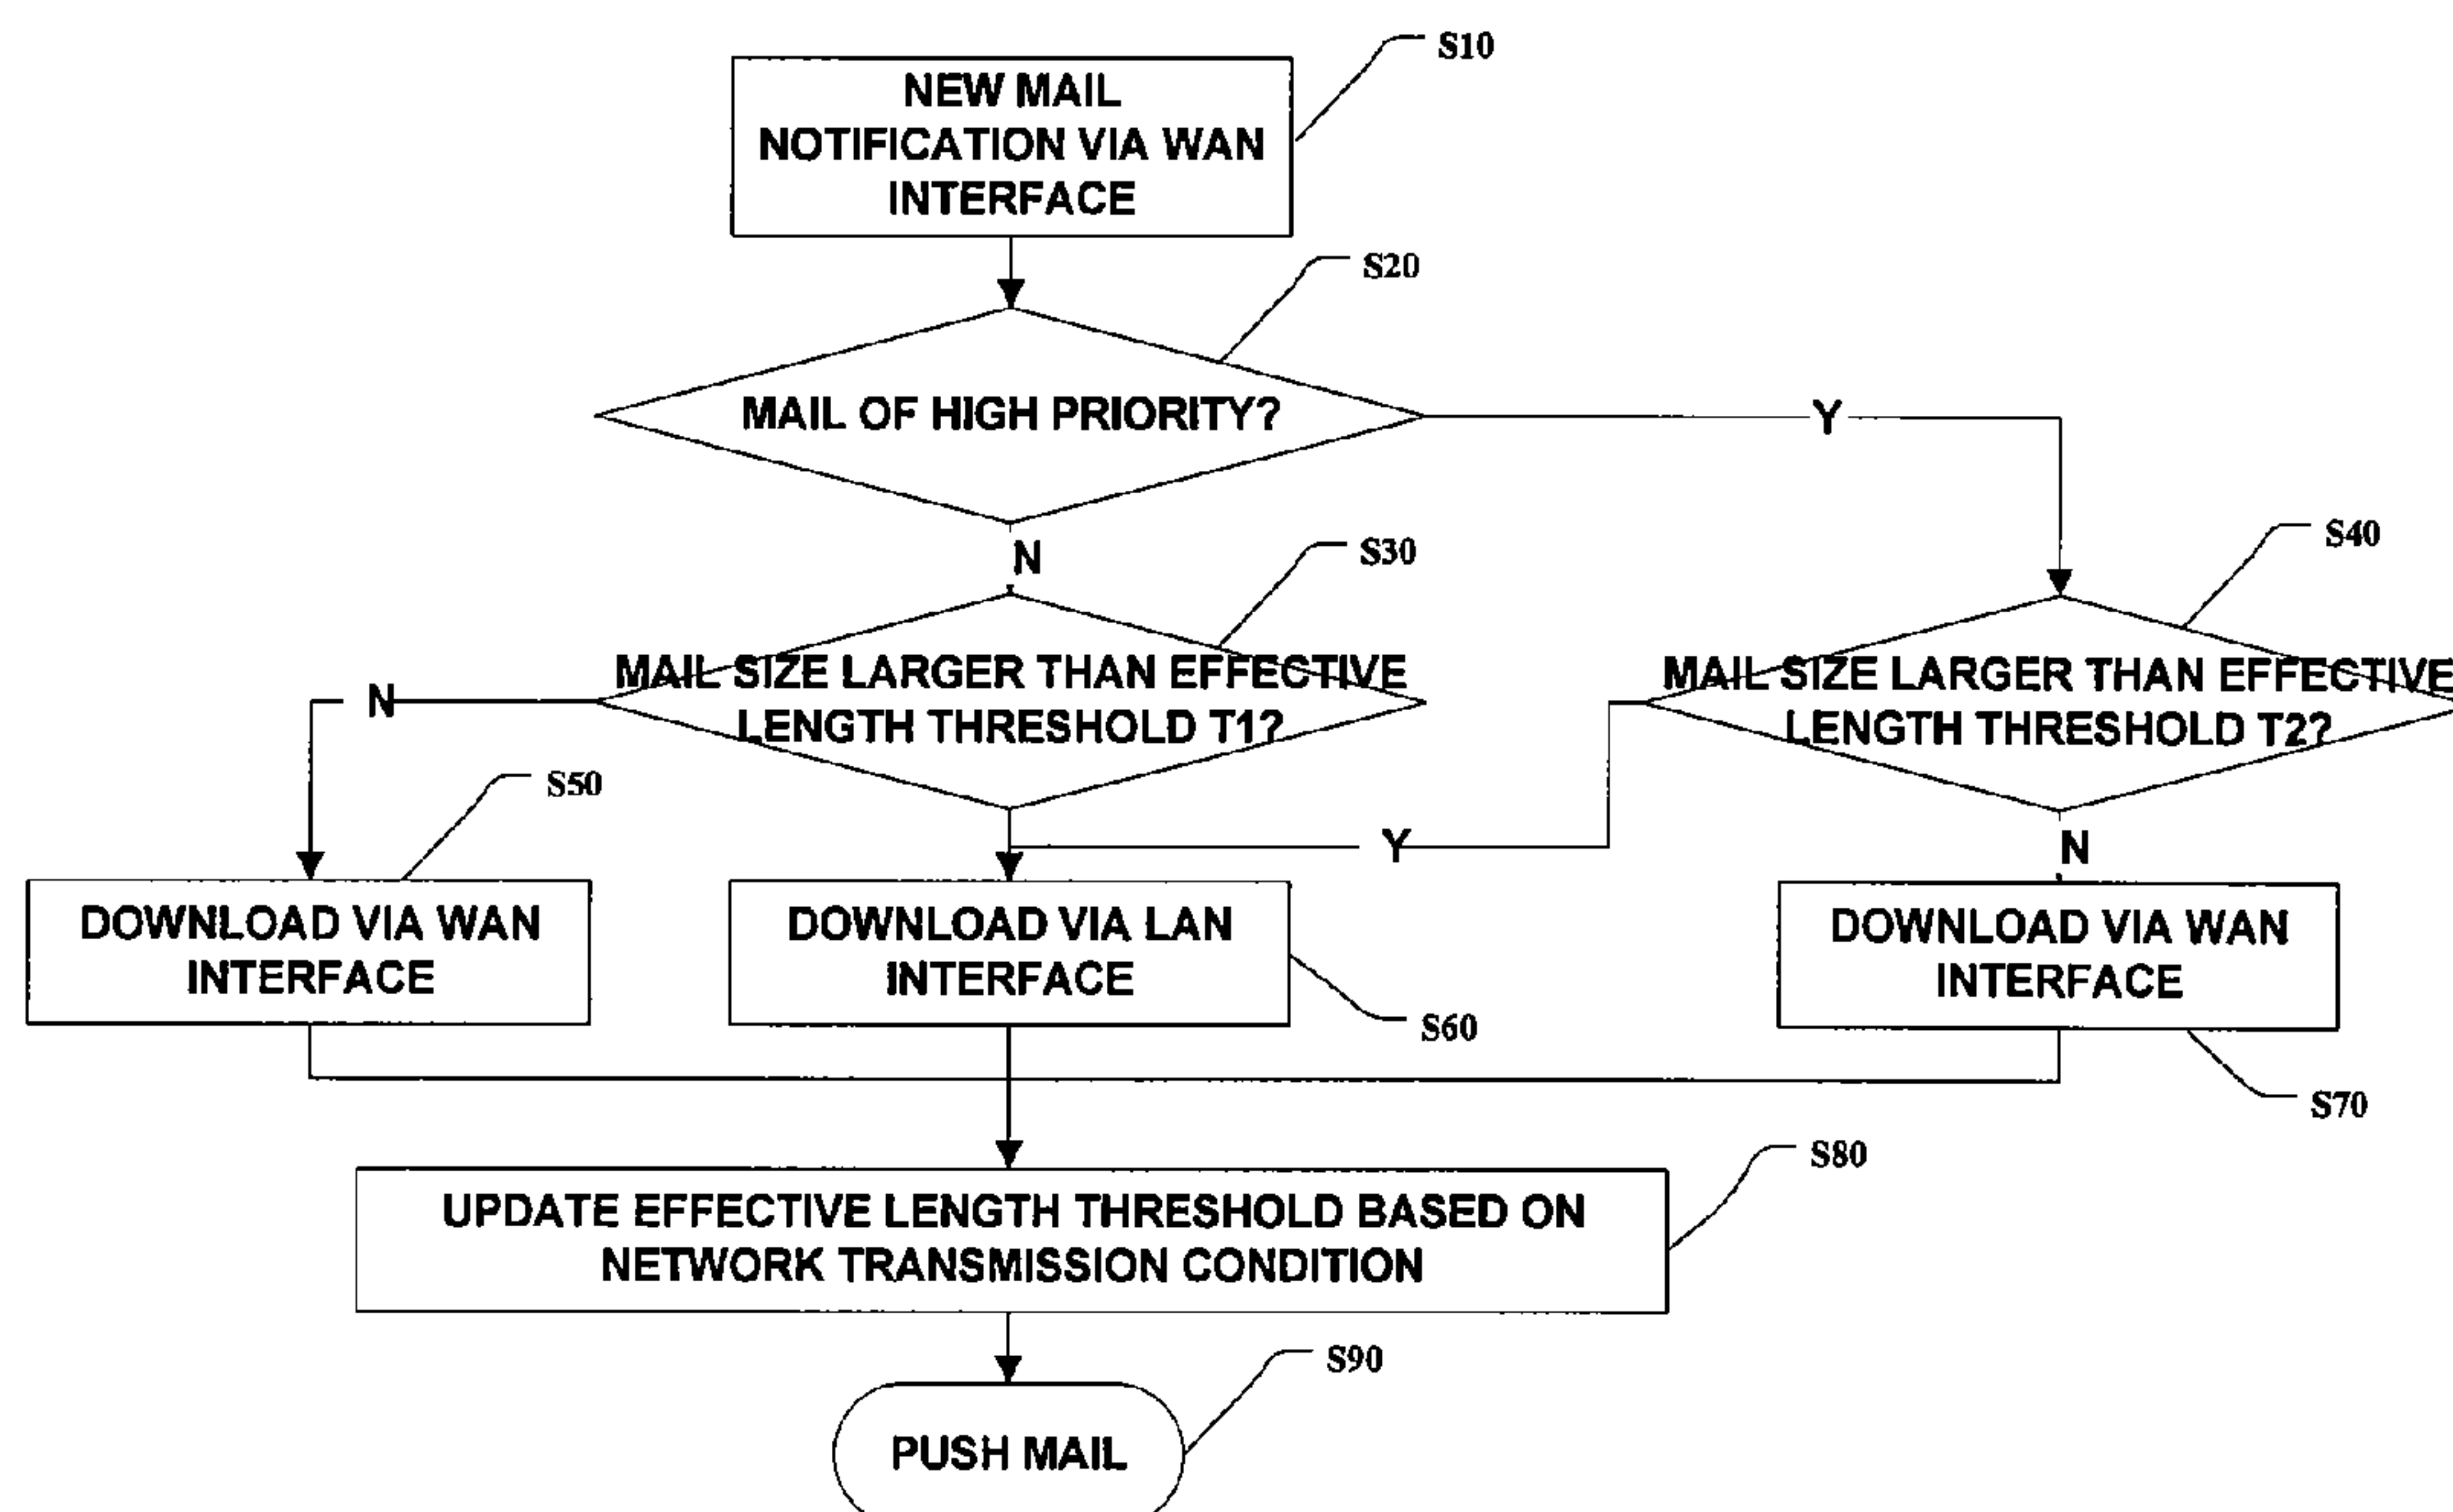 S10
NEW MAIL
NOTIFICATION VIA WAN
INTERFACE
S20
MAIL OF HIGH PRIORITY?
Y
N
S30
S40
MAIL SIZE LARGER THAN EFFECTIVE
LENGTH THRESHOLD T1?
MAIL SIZE LARGER THAN EFFECTIVE
LENGTH THRESHOLD T2?
N
S50
Y
N
DOWNLOAD VIA WAN
INTERFACE
DOWNLOAD VIA LAN
INTERFACE
DOWNLOAD VIA WAN
INTERFACE
S60
S70
S80
UPDATE EFFECTIVE LENGTH THRESHOLD BASED ON
NETWORK TRANSMISSION CONDITION
S90
PUSH MAIL